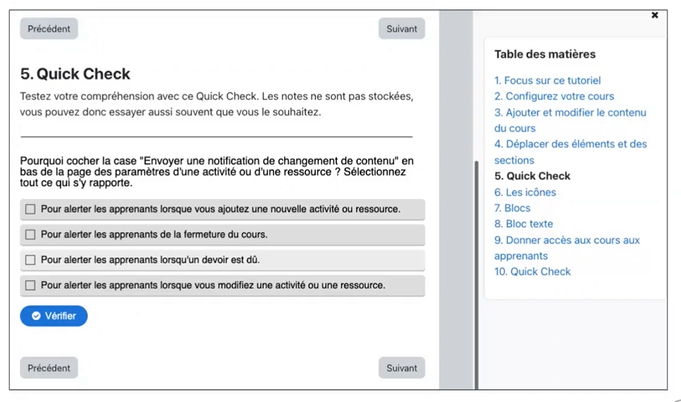 Précédent
Suivant
5. Quick Check
Testez votre compréhension avec ce Quick Check. Les notes ne sont pas stockées,
vous pouvez donc essayer aussi souvent que vous le souhaitez.
Pourquoi cocher la case "Envoyer une notification de changement de contenu" en
bas de la page des paramètres d'une activité ou d'une ressource ? Sélectionnez
tout ce qui s'y rapporte.
Pour alerter les apprenants lorsque vous ajoutez une nouvelle activité ou ressource.
Pour alerter les apprenants de la fermeture du cours.
Pour alerter les apprenants lorsqu'un devoir est dû.
Pour alerter les apprenants lorsque vous modifiez une activité ou une ressource.
Vérifier
Précédent
Suivant
Table des matières
1. Focus sur ce tutoriel
2. Configurez votre cours
3. Ajouter et modifier le contenu
du cours
4. Déplacer des éléments et des
sections
5. Quick Check
6. Les icônes
7. Blocs
8. Bloc texte
9. Donner accès aux cours aux
apprenants
10. Quick Check